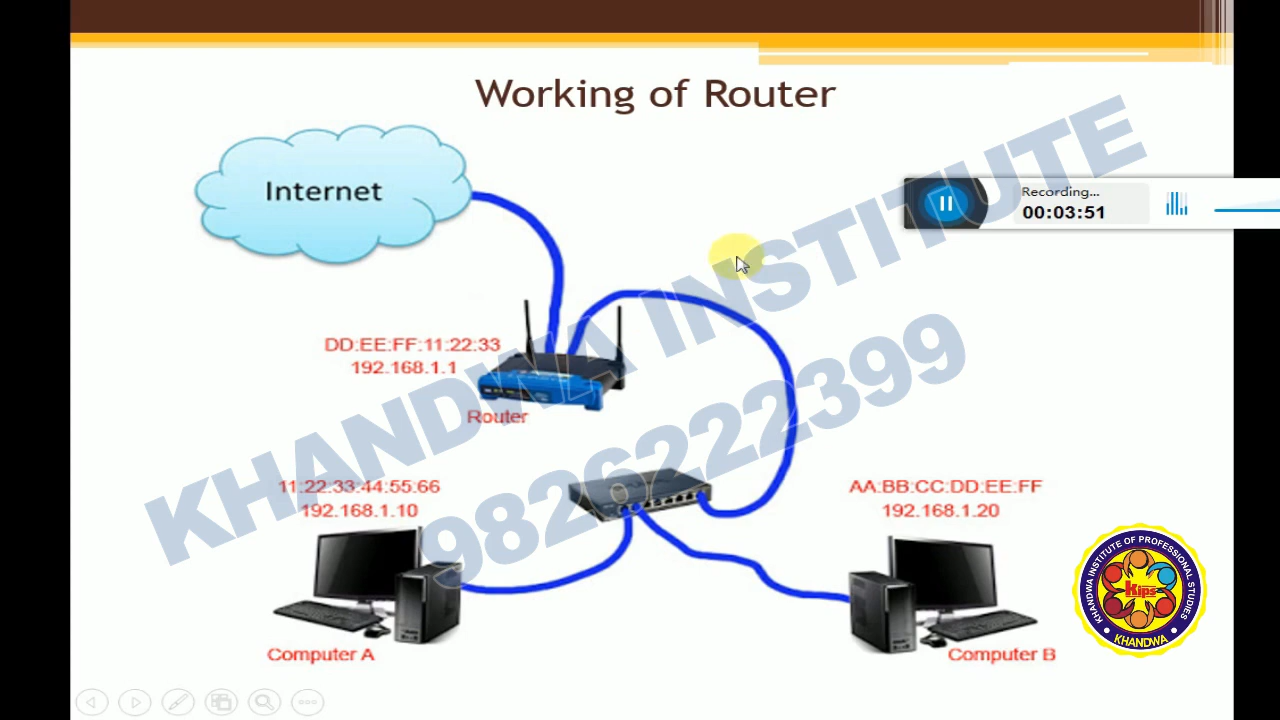 Working of Router
Internet
Recording...
00:03:51
DD:EE:FF:11:22:33
192.168.1.1
Router
11:22:33:44:55:66
192.168.1.10
AA:BB:CC:DD:EE:FF
192.168.1.20
Computer A
Computer B
KHANDWA INSTITUTE
9826222399
KHANDWA INSTITUTE OF PROFESSIONAL STUDIES
Kips
KHANDWA